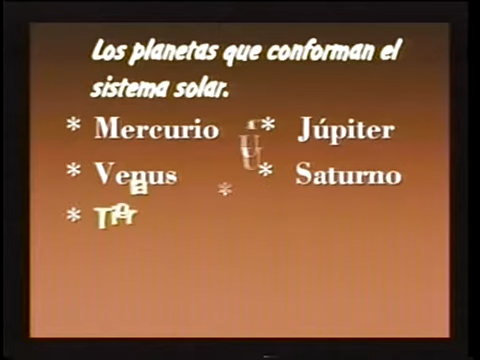 Los planetas que conforman el
sistema solar.
* Mercurio
* Venus
*
* Júpiter
* Saturno
*